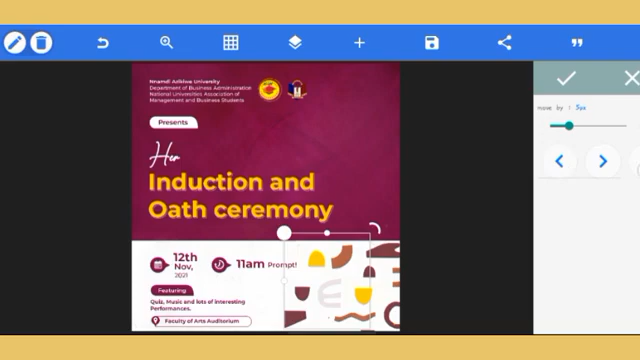 Nnamdi Azikiwe University
Department of Business Administration
National Universities Association of
Management and Business Students
Presents
Her
Induction and
Oath ceremony
12th
Nov,
2021
11am Prompt!
Featuring
Quiz, Music and lots of interesting
Performances.
Faculty of Arts Auditorium
move by : 5px